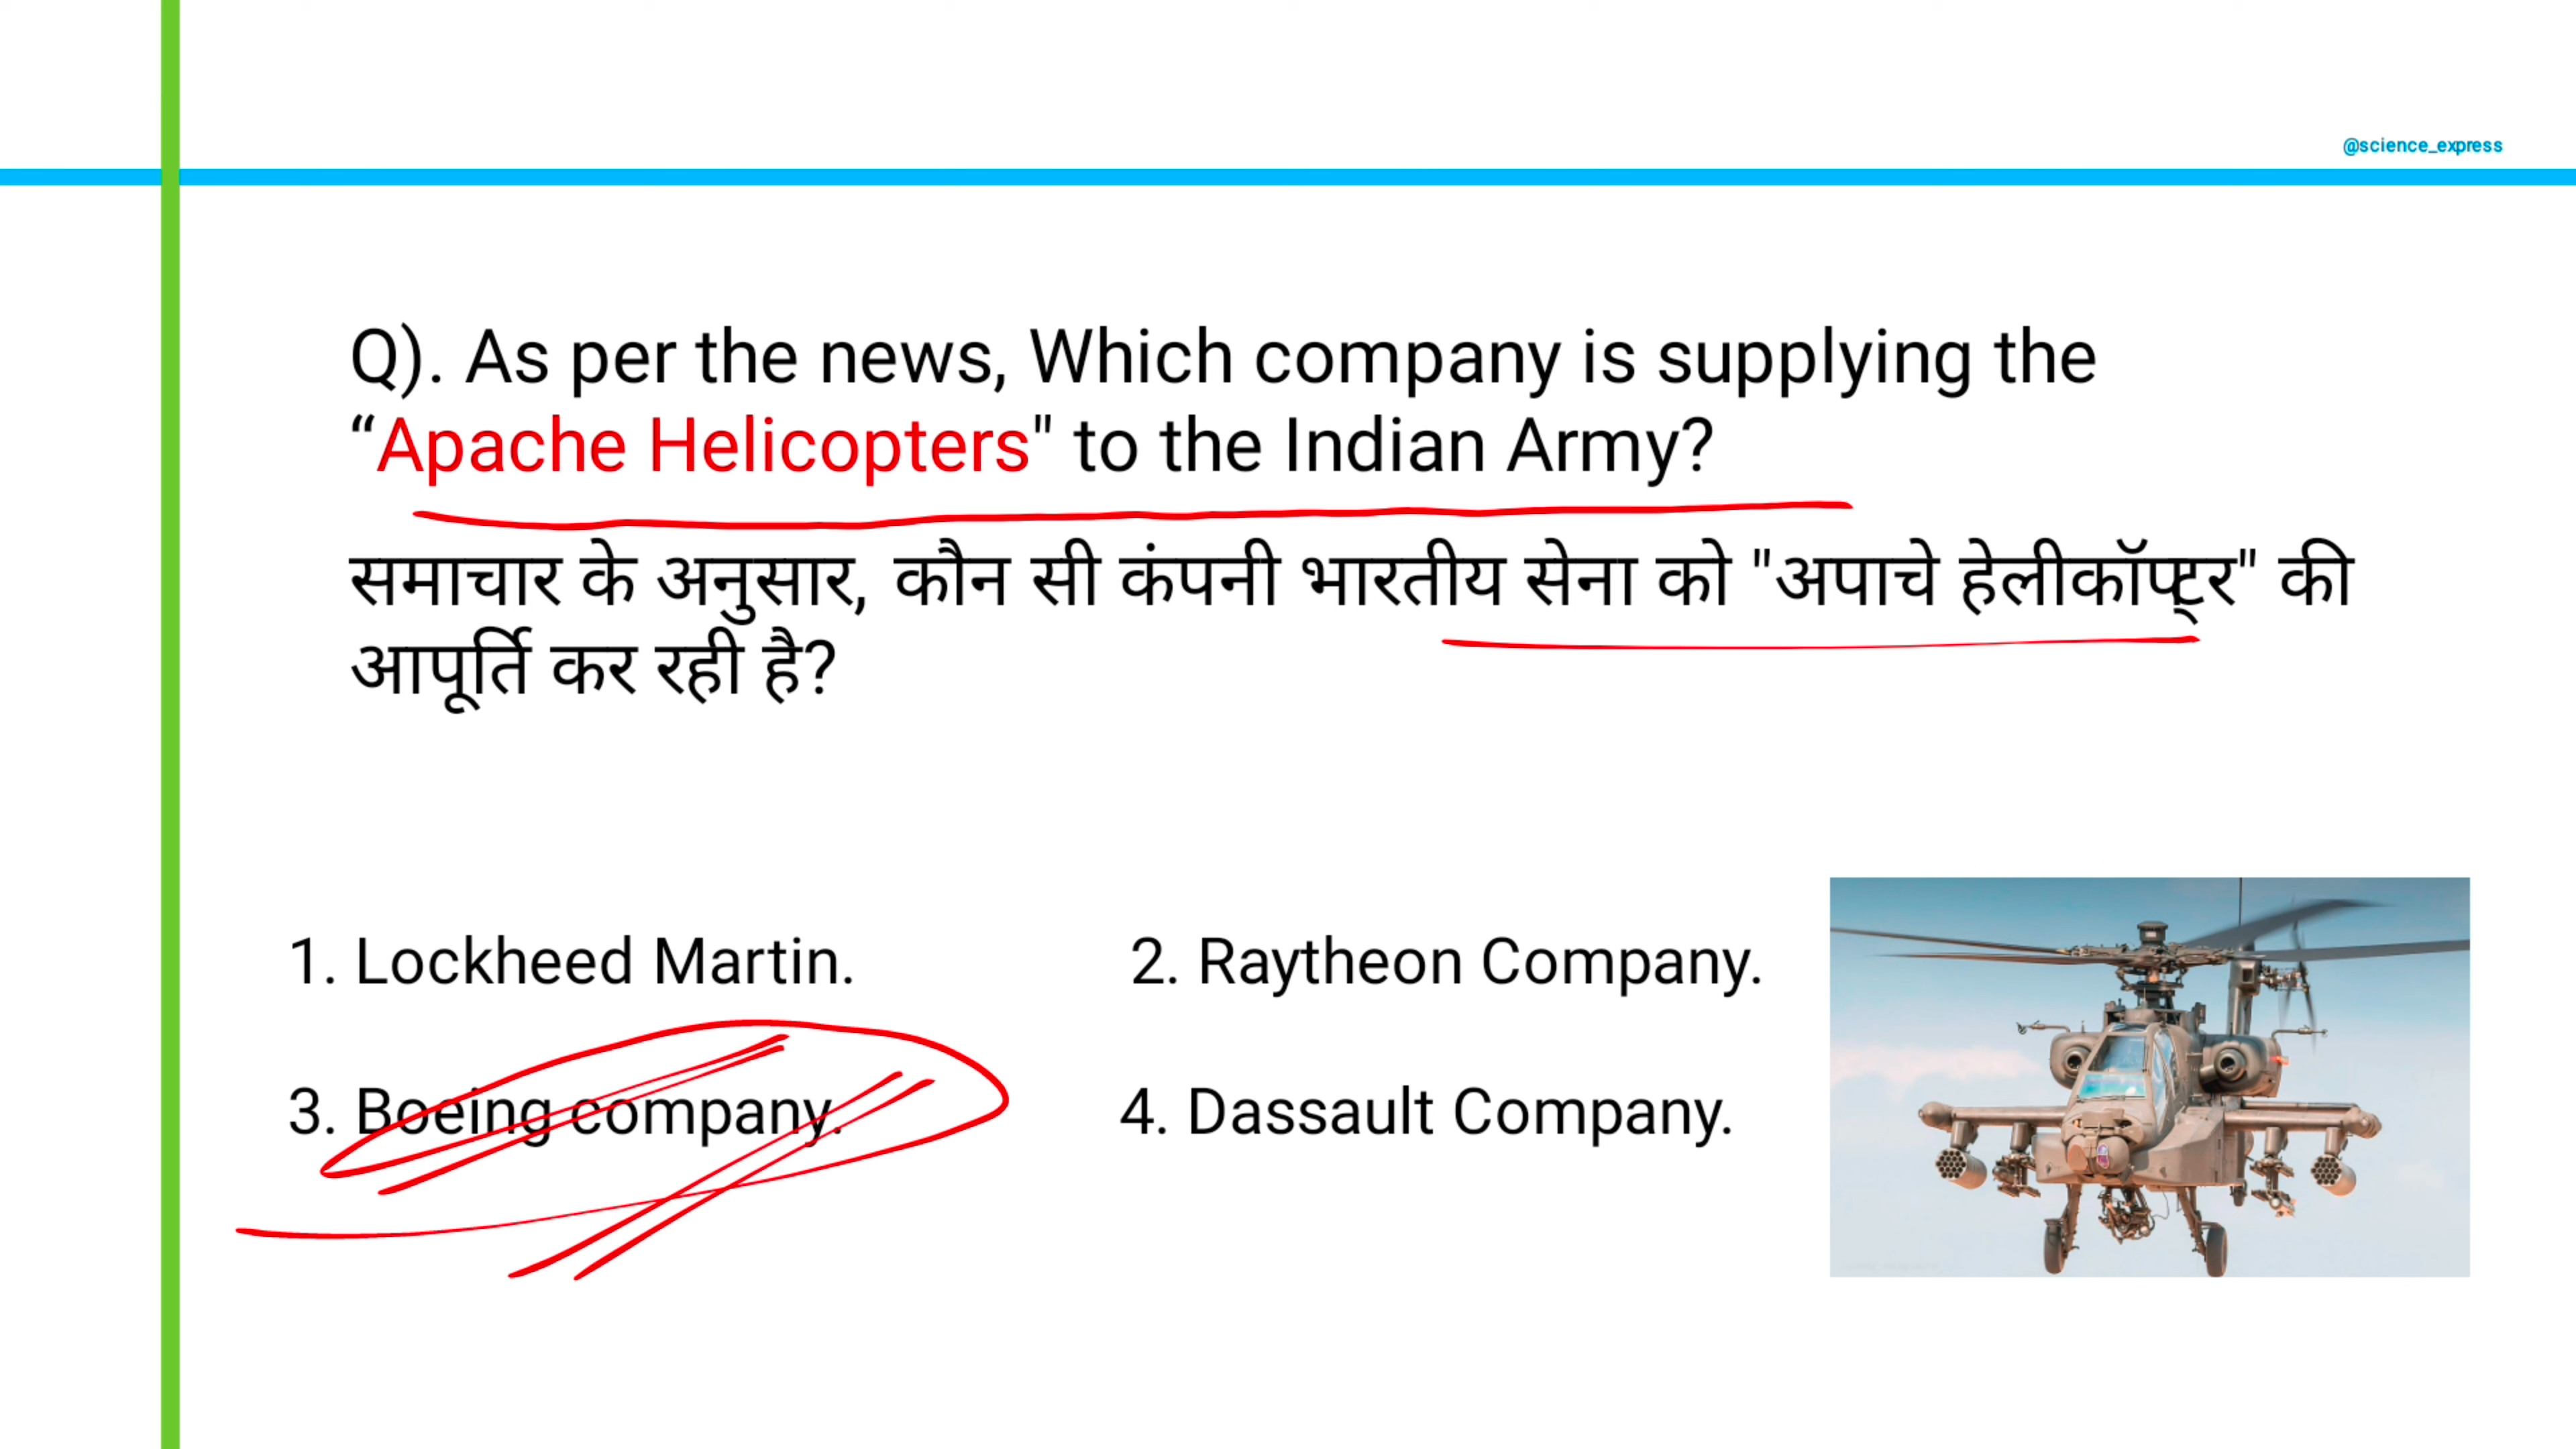 @science_express
Q). As per the news, Which company is supplying the
“Apache Helicopters" to the Indian Army?
समाचार के अनुसार, कौन सी कंपनी भारतीय सेना को "अपाचे हेलीकॉप्ट्र" की
आपूर्ति कर रही है?
1. Lockheed Martin.
2. Raytheon Company.
3. Boeing company.
4. Dassault Company.